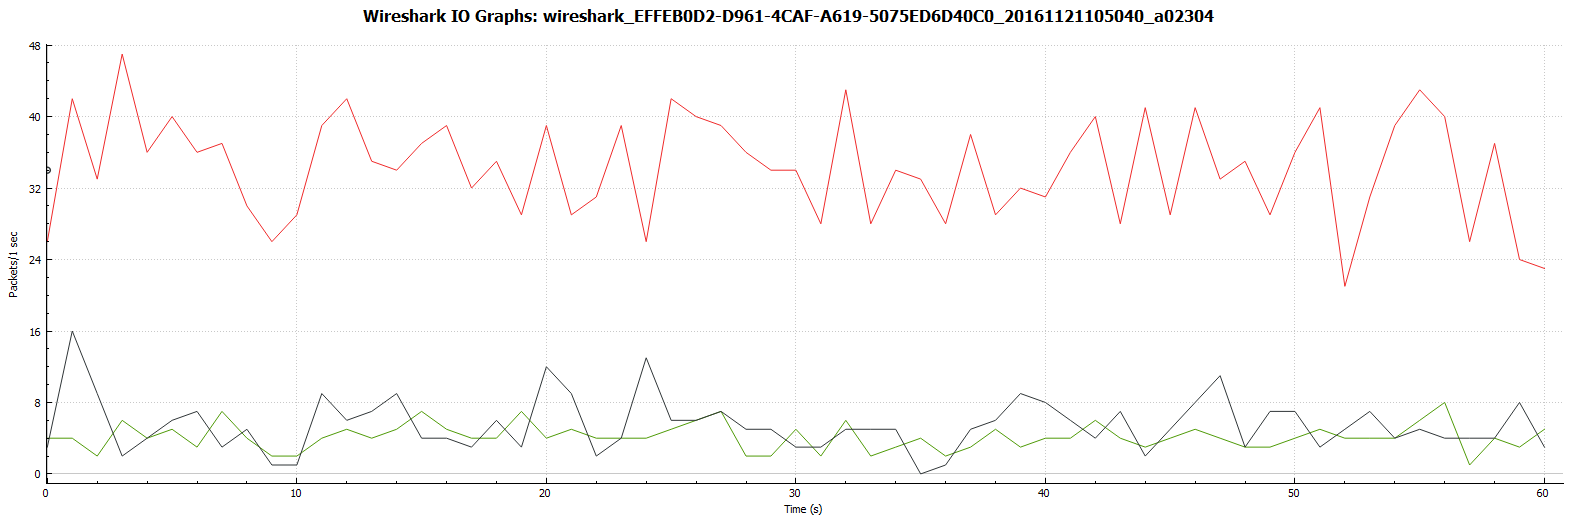 Wireshark IO Graphs: wireshark_EFFEB0D2-D961-4CAF-A619-5075ED6D40C0_20161121105040_a02304
48
40
32
24
16
8
0
Packets/1 sec
0 10 20 30 40 50 60
Time (s)